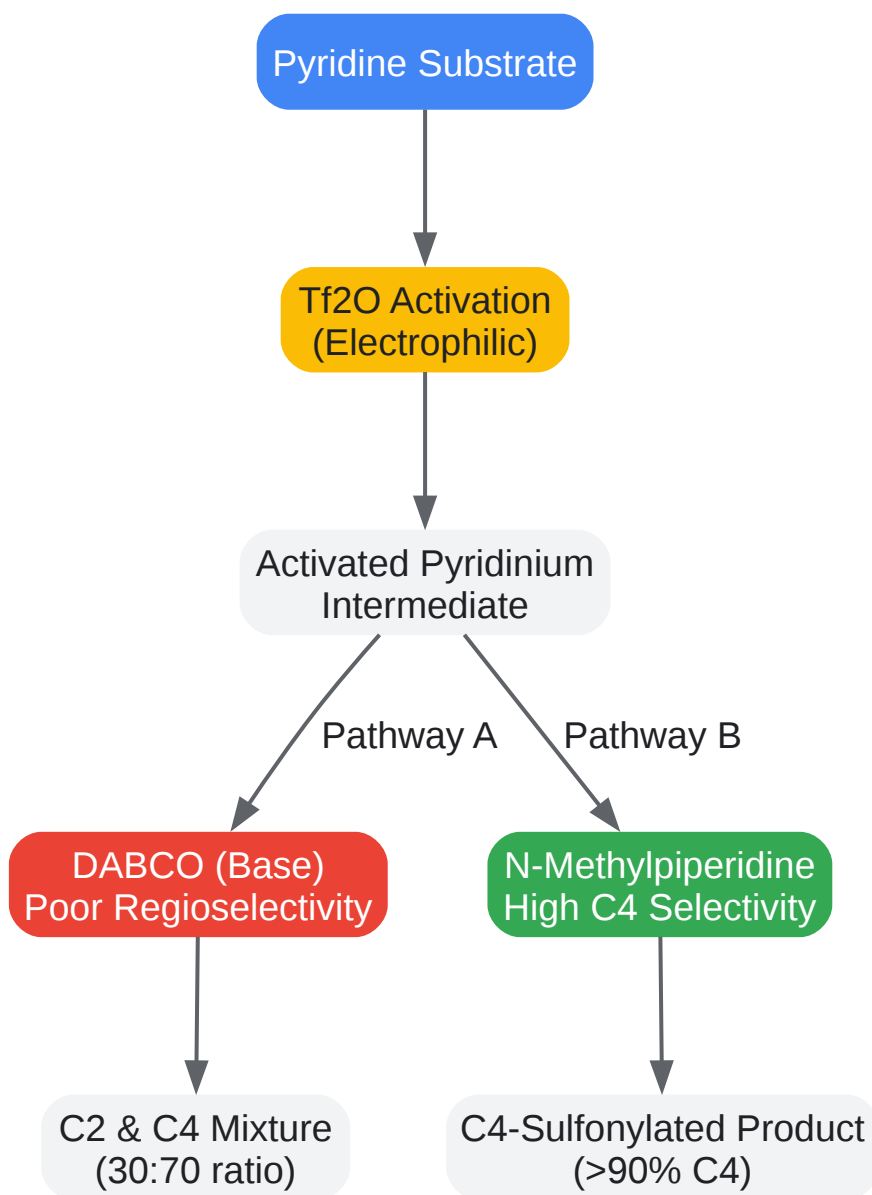 Pyridine Substrate
Tf2O Activation
(Electrophilic)
Activated Pyridinium
Intermediate
Pathway A
Pathway B
DABCO (Base)
Poor Regioselectivity
N-Methylpiperidine
High C4 Selectivity
C2 & C4 Mixture
(30:70 ratio)
C4-Sulfonylated Product
(>90% C4)